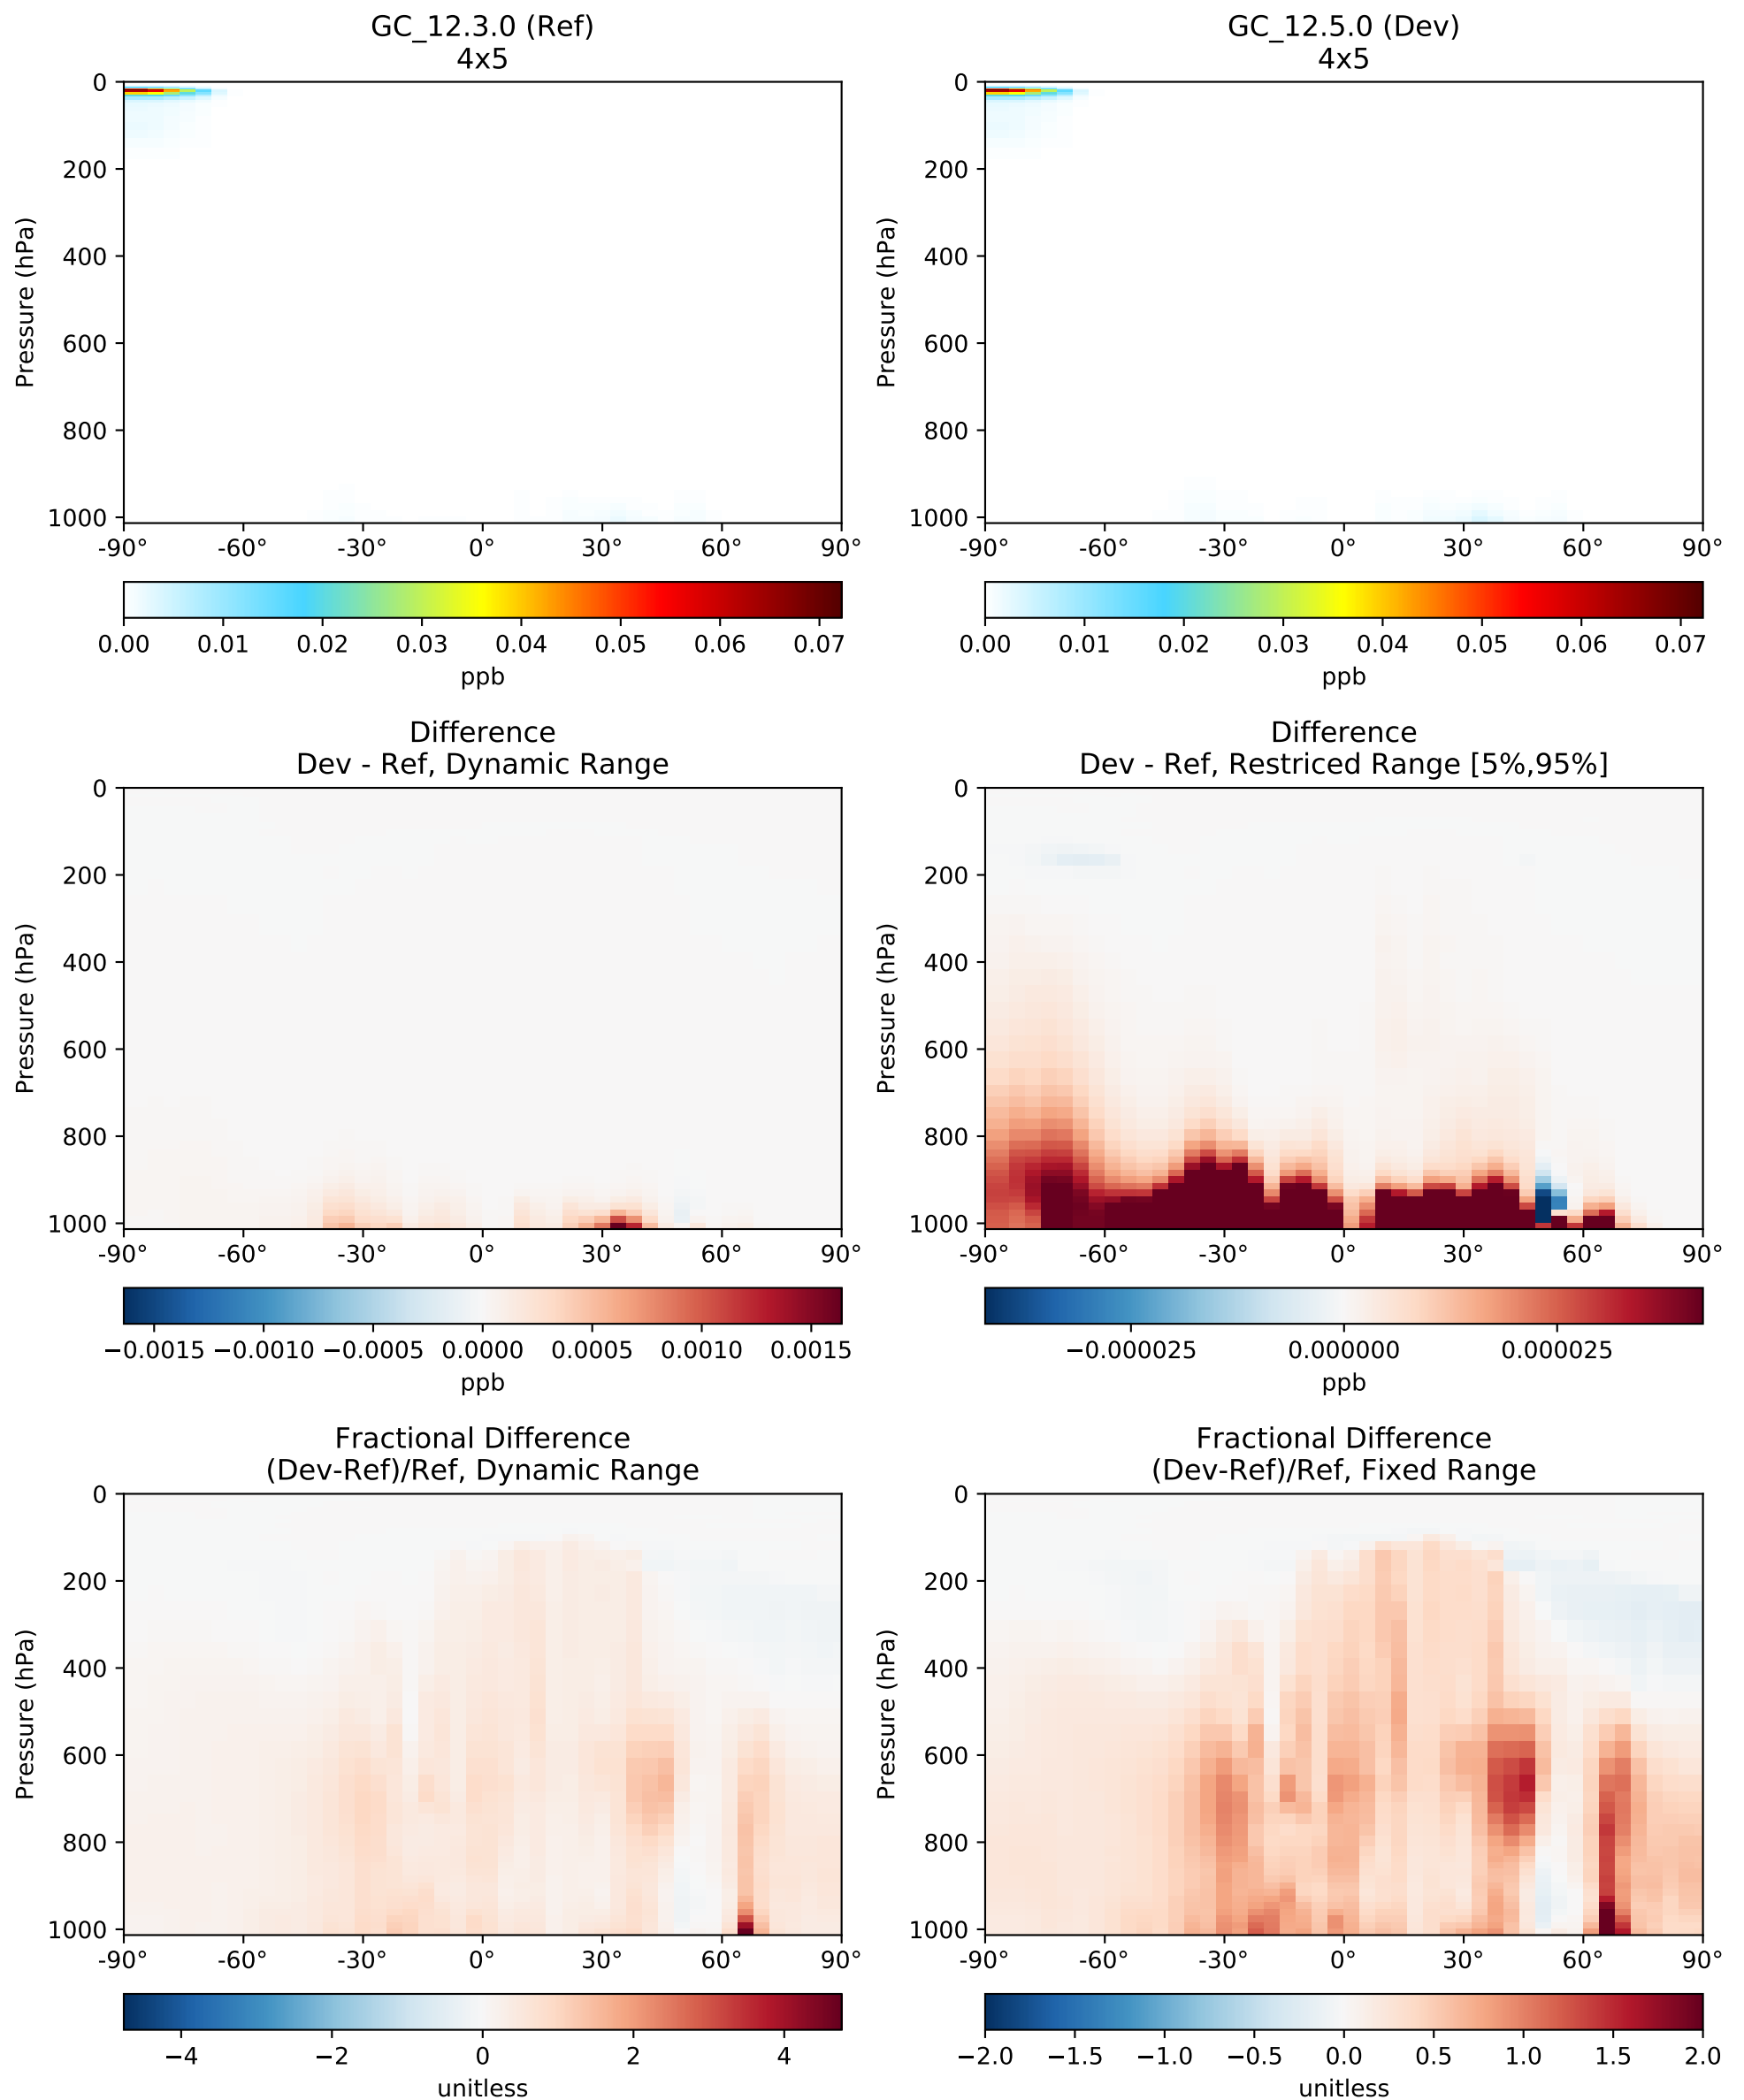 GC_12.3.0 (Ref)
4x5
GC_12.5.0 (Dev)
4x5
Pressure (hPa)
0
200
400
600
800
1000
-90° -60° -30° 0° 30° 60° 90°
0.00 0.01 0.02 0.03 0.04 0.05 0.06 0.07
ppb
Pressure (hPa)
0
200
400
600
800
1000
-90° -60° -30° 0° 30° 60° 90°
0.00 0.01 0.02 0.03 0.04 0.05 0.06 0.07
ppb
Difference
Dev - Ref, Dynamic Range
Pressure (hPa)
0
200
400
600
800
1000
-90° -60° -30° 0° 30° 60° 90°
−0.0015 −0.0010 −0.0005 0.0000 0.0005 0.0010 0.0015
ppb
Difference
Dev - Ref, Restriced Range [5%,95%]
Pressure (hPa)
0
200
400
600
800
1000
-90° -60° -30° 0° 30° 60° 90°
−0.000025 0.000000 0.000025
ppb
Fractional Difference
(Dev-Ref)/Ref, Dynamic Range
Pressure (hPa)
0
200
400
600
800
1000
-90° -60° -30° 0° 30° 60° 90°
−4 −2 0 2 4
unitless
Fractional Difference
(Dev-Ref)/Ref, Fixed Range
Pressure (hPa)
0
200
400
600
800
1000
-90° -60° -30° 0° 30° 60° 90°
−2.0 −1.5 −1.0 −0.5 0.0 0.5 1.0 1.5 2.0
unitless